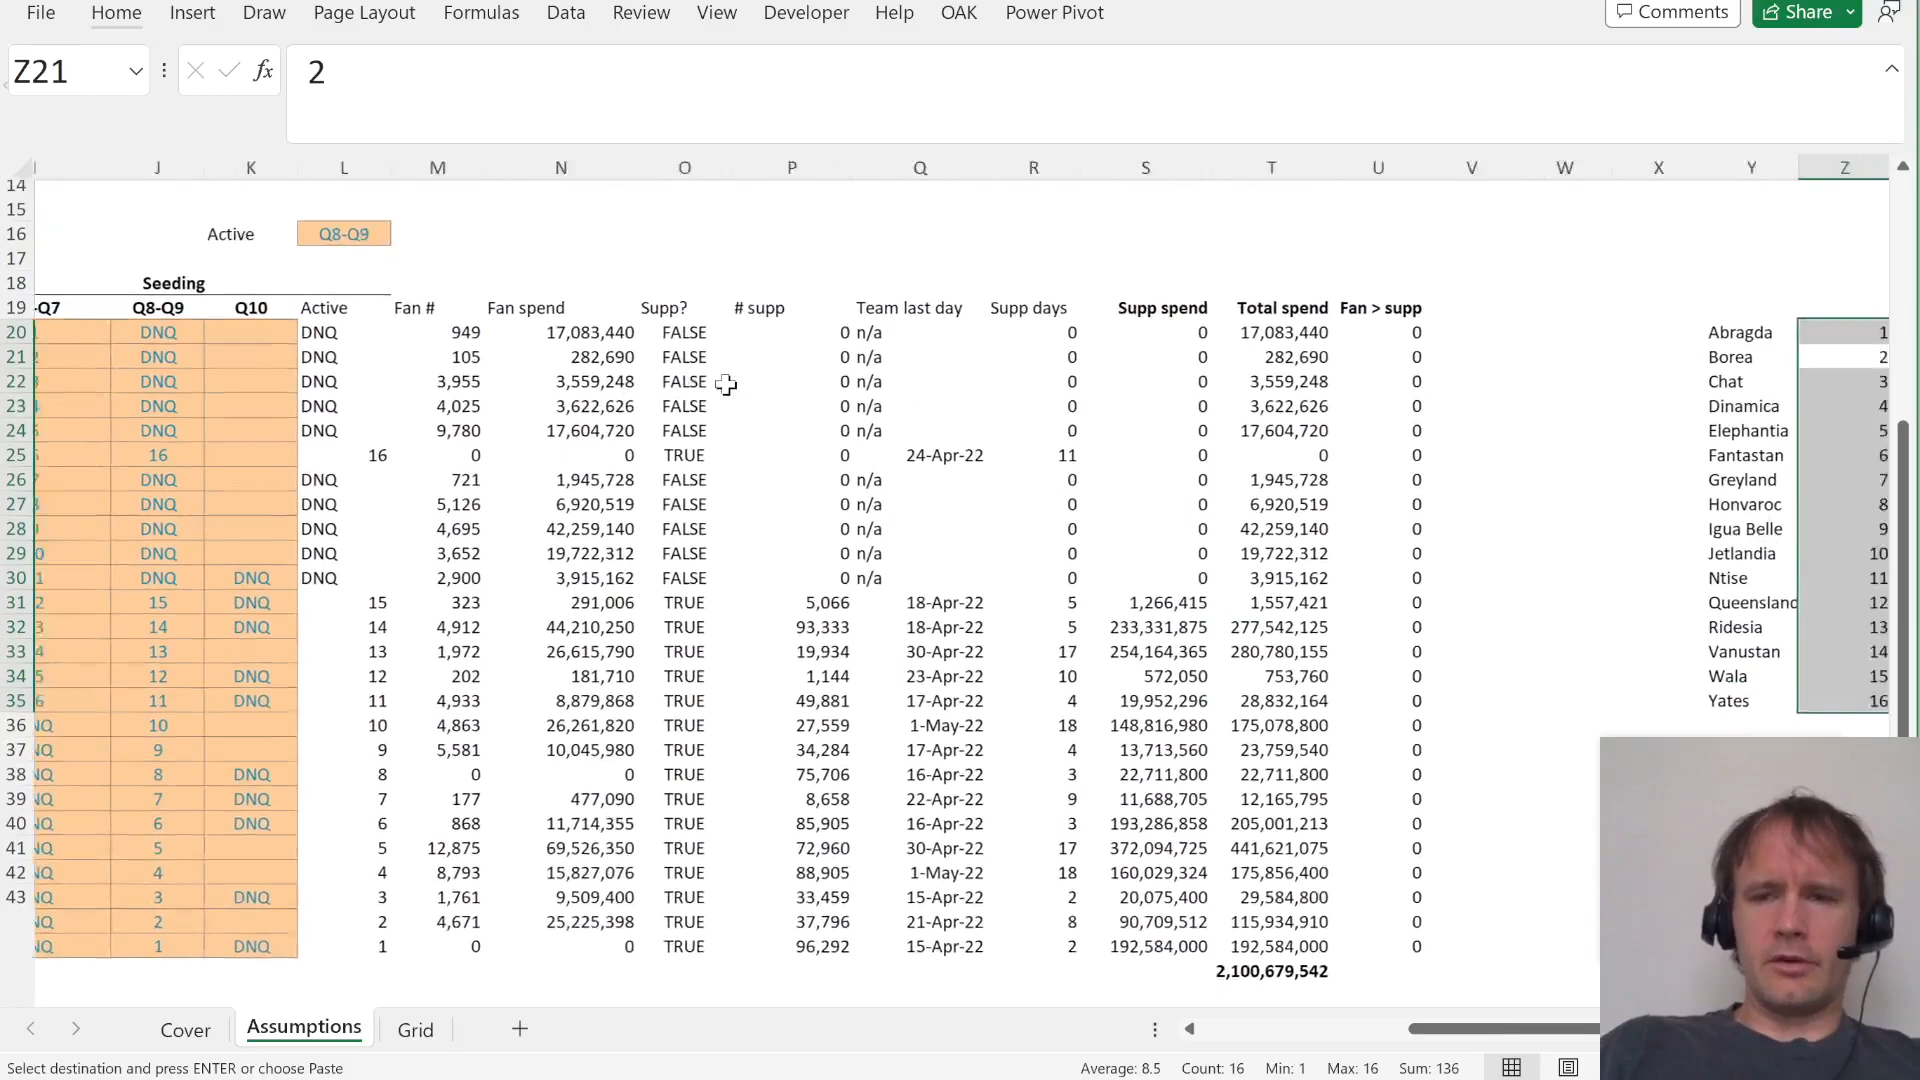 File Home Insert Draw Page Layout Formulas Data Review View Developer Help OAK Power Pivot Comments Share
Z21 fx 2
J K L M N O P Q R S T U V W X Y Z
14
15
16 Active Q8-Q9
17
18 Seeding
19 -Q7 Q8-Q9 Q10 Active Fan # Fan spend Supp? # supp Team last day Supp days Supp spend Total spend Fan > supp
20 DNQ DNQ 949 17,083,440 FALSE 0 n/a 0 0 17,083,440 0 Abragda 1
21 DNQ DNQ 105 282,690 FALSE 0 n/a 0 0 282,690 0 Borea 2
22 DNQ DNQ 3,955 3,559,248 FALSE 0 n/a 0 0 3,559,248 0 Chat 3
23 DNQ DNQ 4,025 3,622,626 FALSE 0 n/a 0 0 3,622,626 0 Dinamica 4
24 DNQ DNQ 9,780 17,604,720 FALSE 0 n/a 0 0 17,604,720 0 Elephantia 5
25 16 16 0 0 TRUE 0 24-Apr-22 11 0 0 0 Fantastan 6
26 DNQ DNQ 721 1,945,728 FALSE 0 n/a 0 0 1,945,728 0 Greyland 7
27 DNQ DNQ 5,126 6,920,519 FALSE 0 n/a 0 0 6,920,519 0 Honvaroc 8
28 DNQ DNQ 4,695 42,259,140 FALSE 0 n/a 0 0 42,259,140 0 Igua Belle 9
29 0 DNQ DNQ 3,652 19,722,312 FALSE 0 n/a 0 0 19,722,312 0 Jetlandia 10
30 1 DNQ DNQ DNQ 2,900 3,915,162 FALSE 0 n/a 0 0 3,915,162 0 Ntise 11
31 2 15 DNQ 15 323 291,006 TRUE 5,066 18-Apr-22 5 1,266,415 1,557,421 0 Queensland 12
32 3 14 DNQ 14 4,912 44,210,250 TRUE 93,333 18-Apr-22 5 233,331,875 277,542,125 0 Ridesia 13
33 4 13 13 1,972 26,615,790 TRUE 19,934 30-Apr-22 17 254,164,365 280,780,155 0 Vanustan 14
34 5 12 DNQ 12 202 181,710 TRUE 1,144 23-Apr-22 10 572,050 753,760 0 Wala 15
35 6 11 DNQ 11 4,933 8,879,868 TRUE 49,881 17-Apr-22 4 19,952,296 28,832,164 0 Yates 16
36 NQ 10 10 4,863 26,261,820 TRUE 27,559 1-May-22 18 148,816,980 175,078,800 0
37 NQ 9 9 5,581 10,045,980 TRUE 34,284 17-Apr-22 4 13,713,560 23,759,540 0
38 NQ 8 DNQ 8 0 0 TRUE 75,706 16-Apr-22 3 22,711,800 22,711,800 0
39 NQ 7 DNQ 7 177 477,090 TRUE 8,658 22-Apr-22 9 11,688,705 12,165,795 0
40 NQ 6 DNQ 6 868 11,714,355 TRUE 85,905 16-Apr-22 3 193,286,858 205,001,213 0
41 NQ 5 5 12,875 69,526,350 TRUE 72,960 30-Apr-22 17 372,094,725 441,621,075 0
42 NQ 4 4 8,793 15,827,076 TRUE 88,905 1-May-22 18 160,029,324 175,856,400 0
43 NQ 3 DNQ 3 1,761 9,509,400 TRUE 33,459 15-Apr-22 2 20,075,400 29,584,800 0
NQ 2 2 4,671 25,225,398 TRUE 37,796 21-Apr-22 8 90,709,512 115,934,910 0
NQ 1 DNQ 1 0 0 TRUE 96,292 15-Apr-22 2 192,584,000 192,584,000 0
2,100,679,542
Cover Assumptions Grid
Select destination and press ENTER or choose Paste Average: 8.5 Count: 16 Min: 1 Max: 16 Sum: 136